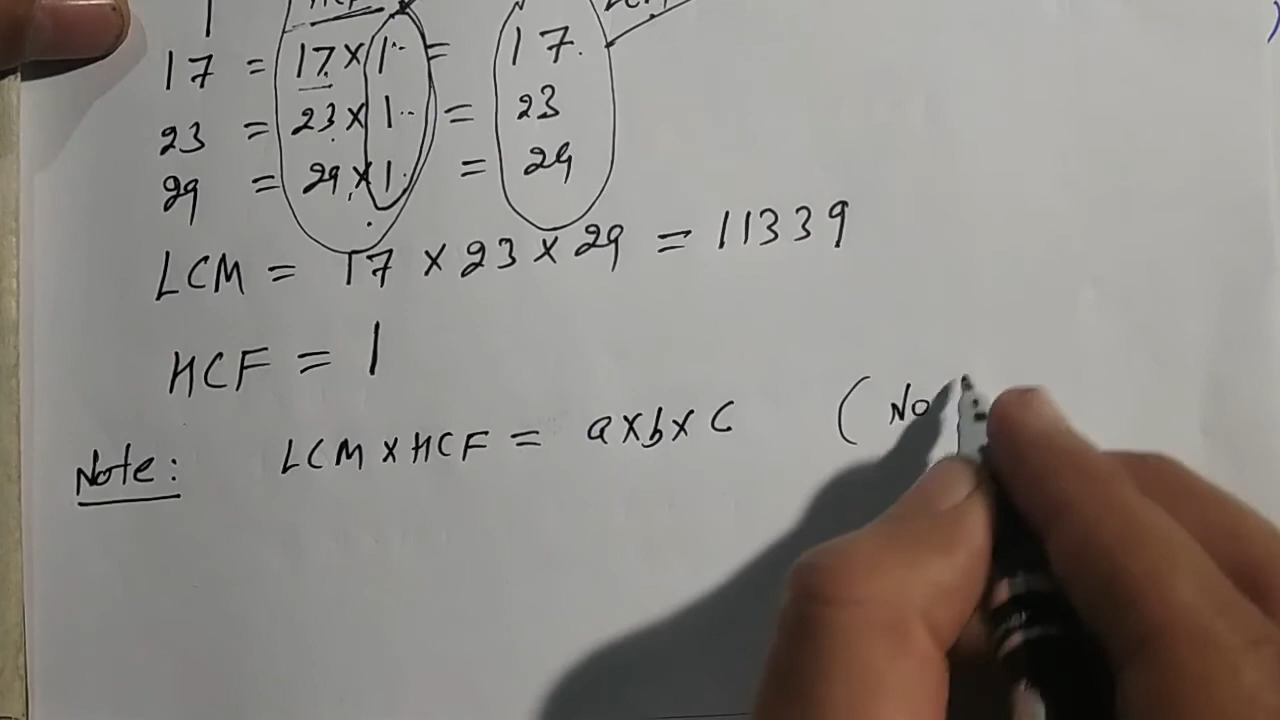 HCF
17 = 17 × 1 = 17
23 = 23 × 1 = 23
29 = 29 × 1 = 29
LCM = 17 × 23 × 29 = 11339
HCF = 1
Note: LCM × HCF = a × b × c (No